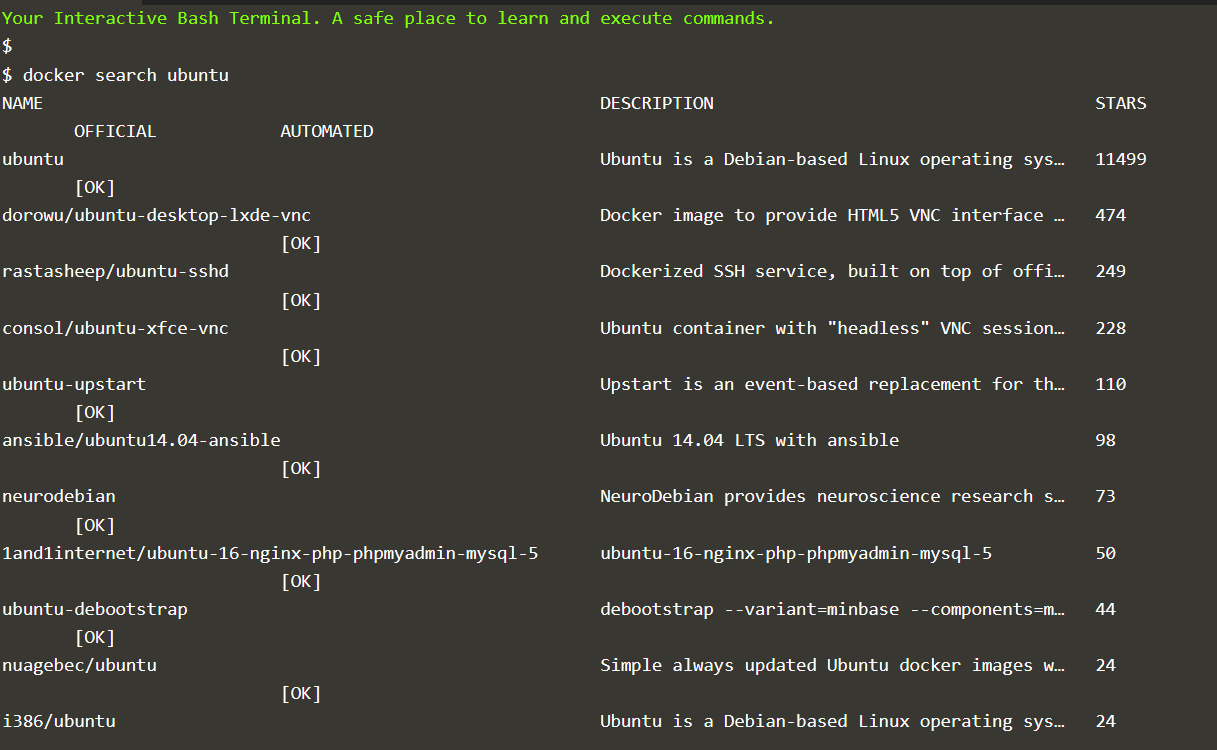 Your Interactive Bash Terminal. A safe place to learn and execute commands.
$
$ docker search ubuntu
NAME DESCRIPTION STARS
OFFICIAL AUTOMATED
ubuntu Ubuntu is a Debian-based Linux operating sys… 11499
[OK]
dorowu/ubuntu-desktop-lxde-vnc Docker image to provide HTML5 VNC interface … 474
[OK]
rastasheep/ubuntu-sshd Dockerized SSH service, built on top of offi… 249
[OK]
consol/ubuntu-xfce-vnc Ubuntu container with "headless" VNC session… 228
[OK]
ubuntu-upstart Upstart is an event-based replacement for th… 110
[OK]
ansible/ubuntu14.04-ansible Ubuntu 14.04 LTS with ansible 98
[OK]
neurodebian NeuroDebian provides neuroscience research s… 73
[OK]
1and1internet/ubuntu-16-nginx-php-phpmyadmin-mysql-5 ubuntu-16-nginx-php-phpmyadmin-mysql-5 50
[OK]
ubuntu-debootstrap debootstrap --variant=minbase --components=m… 44
[OK]
nuagebec/ubuntu Simple always updated Ubuntu docker images w… 24
[OK]
i386/ubuntu Ubuntu is a Debian-based Linux operating sys… 24